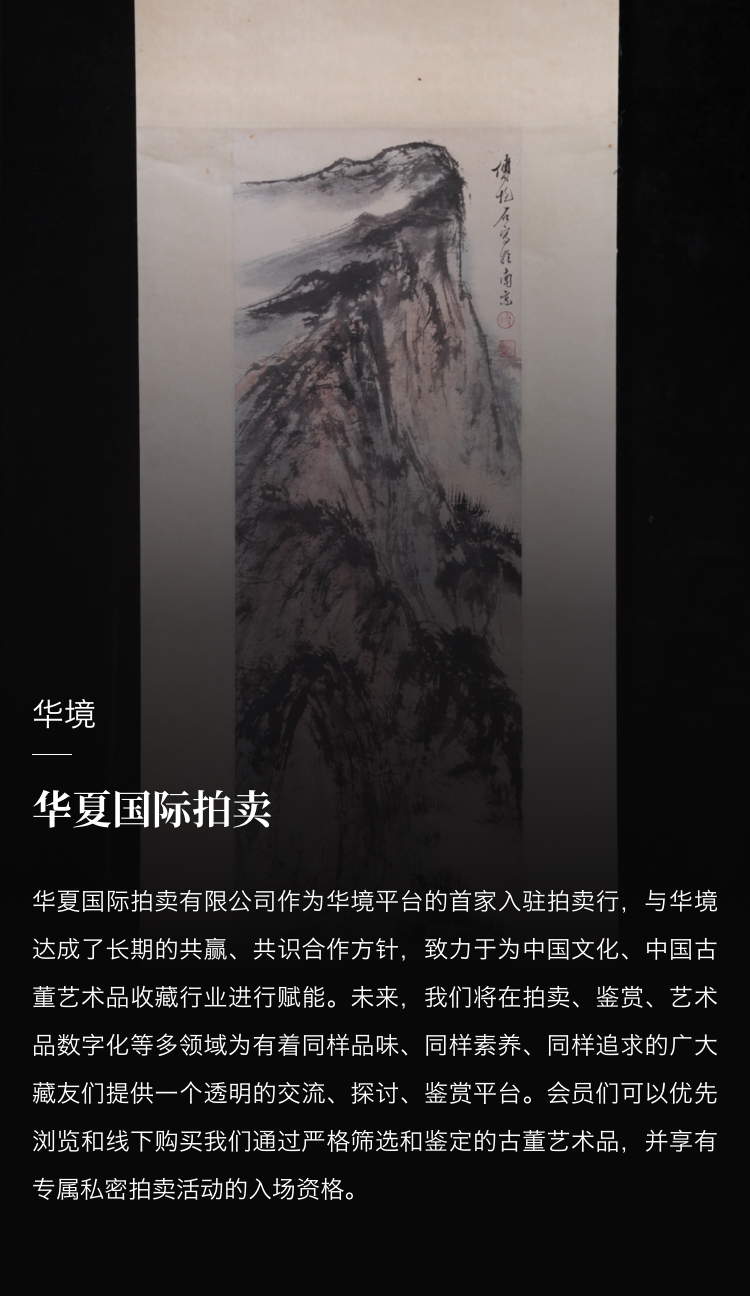 傅抱石写於南京
华境
华夏国际拍卖
华夏国际拍卖有限公司作为华境平台的首家入驻拍卖行，与华境
达成了长期的共赢、共识合作方针，致力于为中国文化、中国古
董艺术品收藏行业进行赋能。未来，我们将在拍卖、鉴赏、艺术
品数字化等多领域为有着同样品味、同样素养、同样追求的广大
藏友们提供一个透明的交流、探讨、鉴赏平台。会员们可以优先
浏览和线下购买我们通过严格筛选和鉴定的古董艺术品，并享有
专属私密拍卖活动的入场资格。